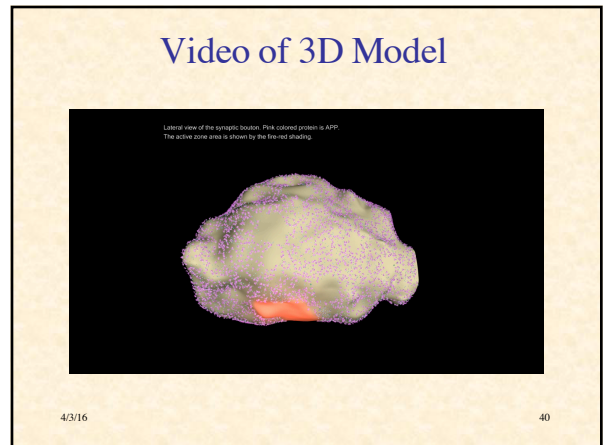 Video of 3D Model
Lateral view of the synaptic bouton. Pink colored protein is APP.
The active zone area is shown by the fire-red shading.
4/3/16
40